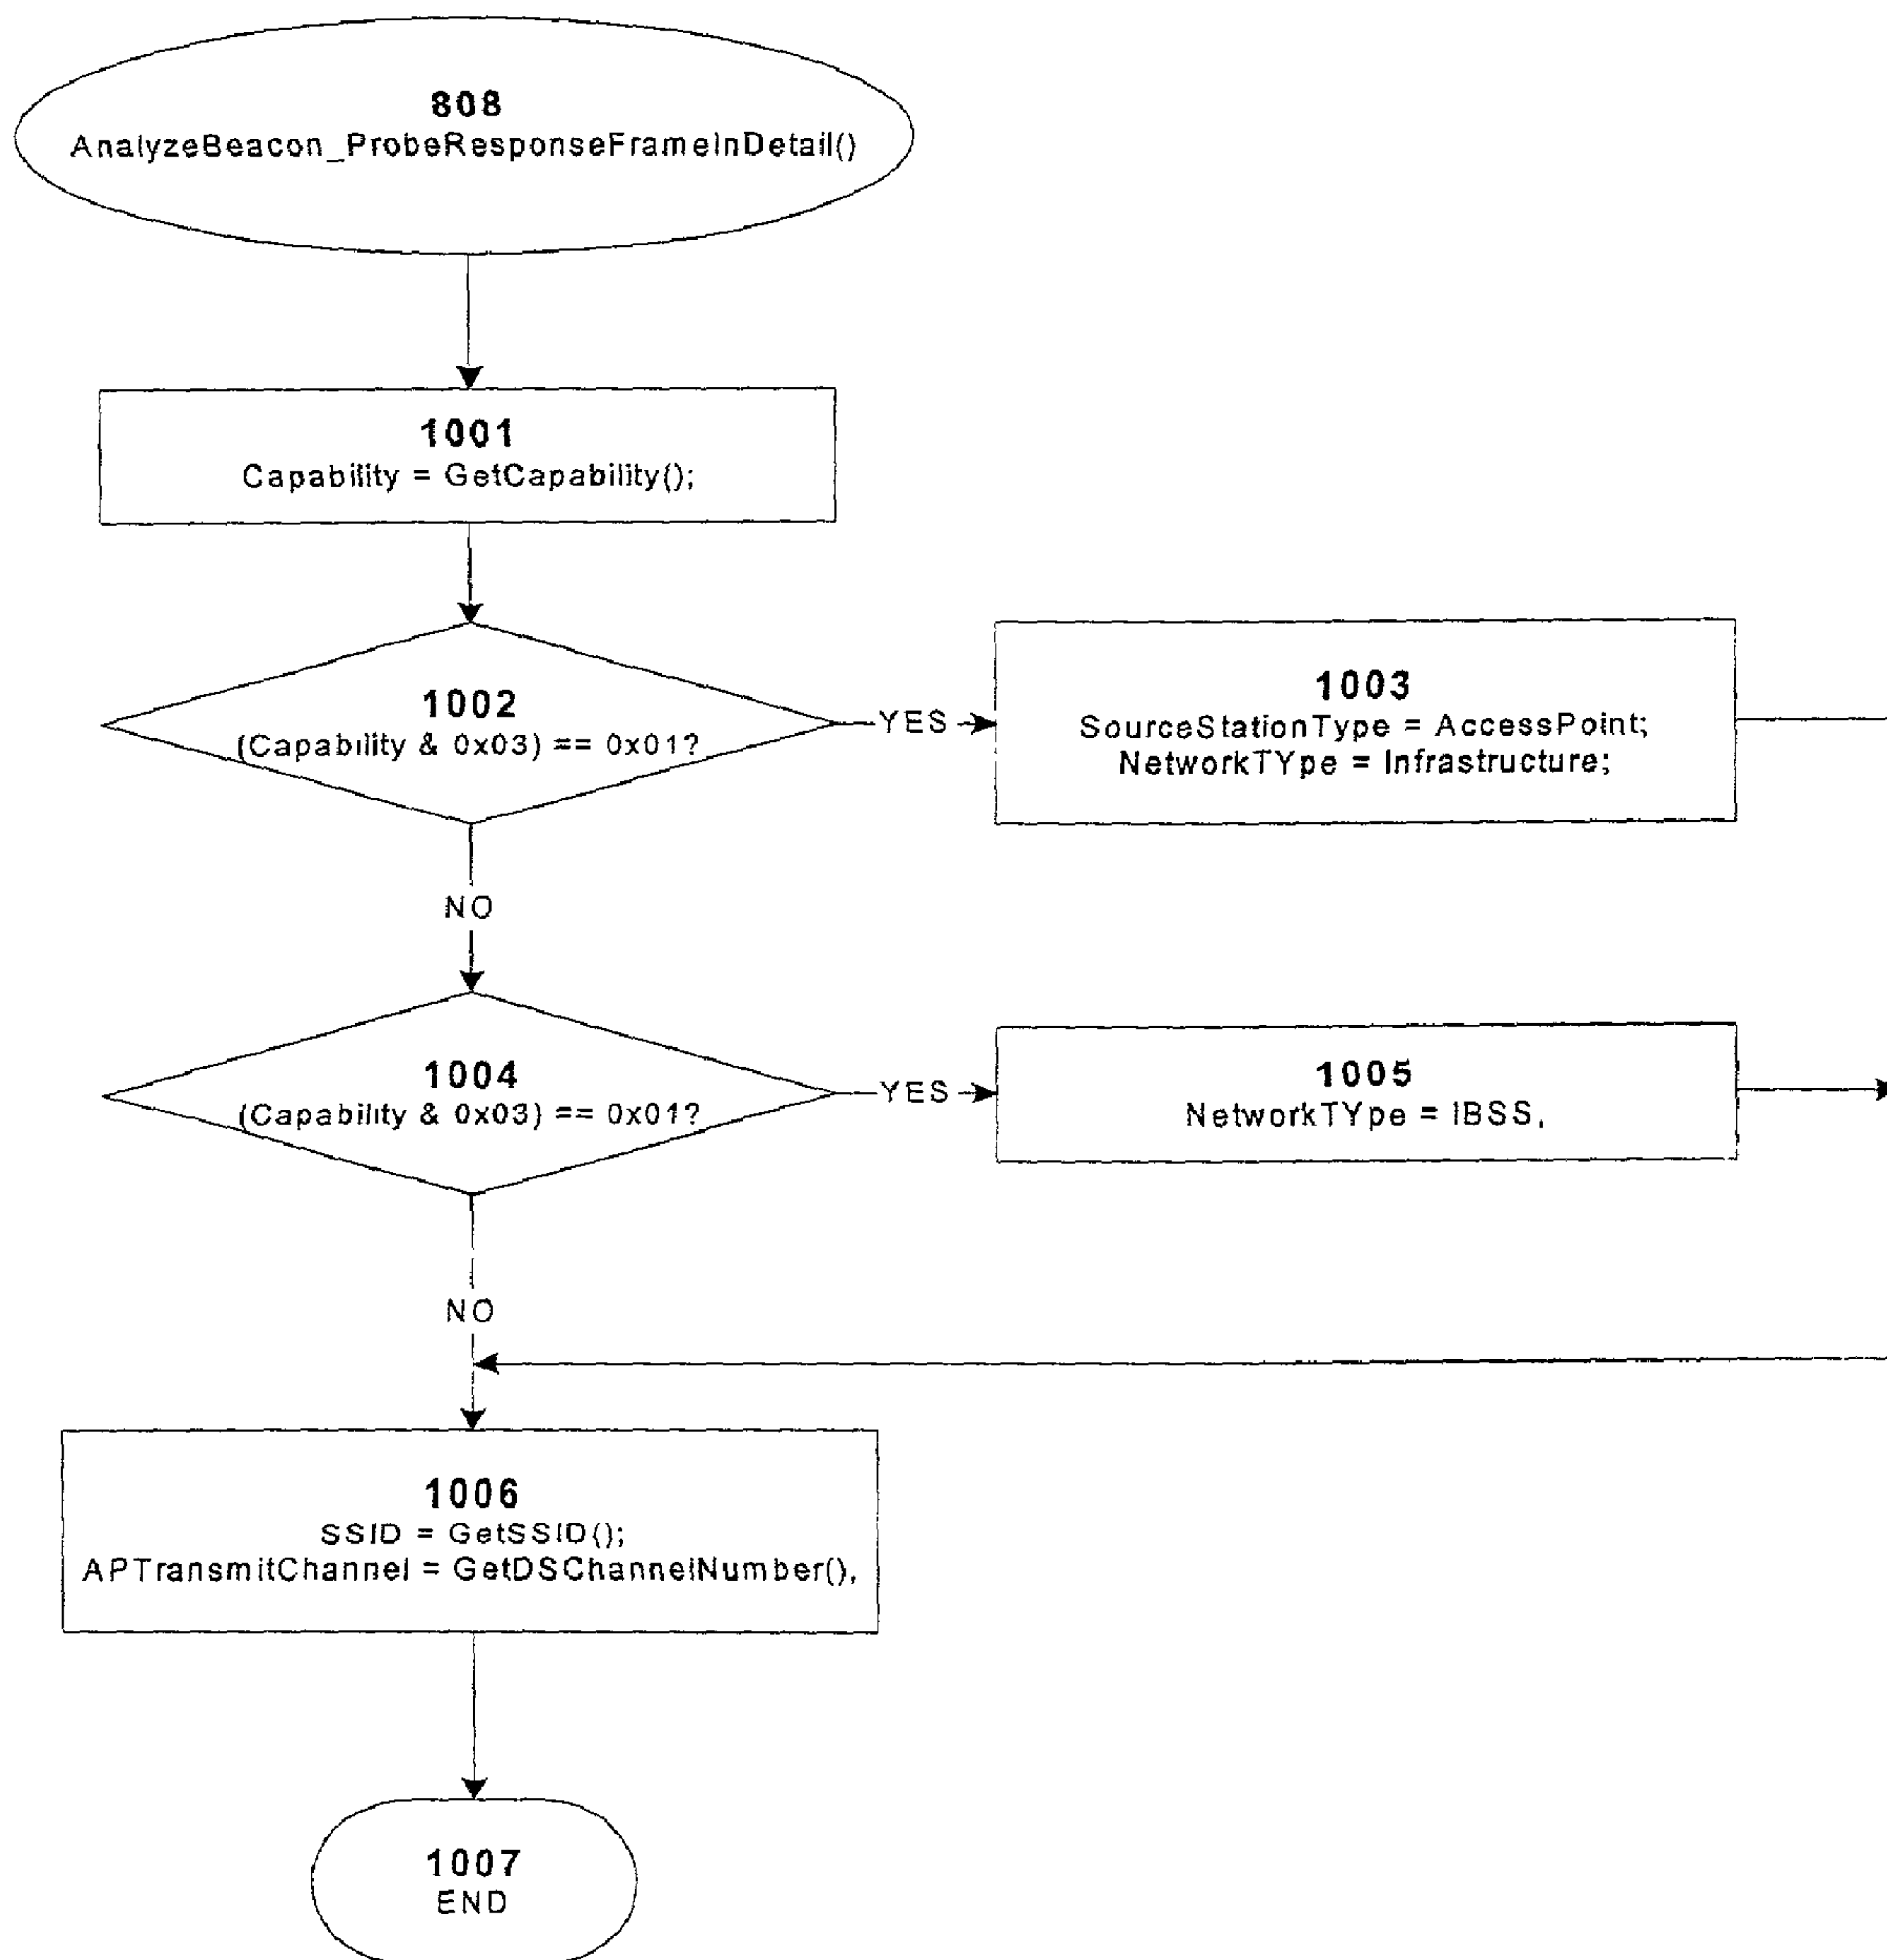 808
AnalyzeBeacon_ProbeResponseFrameInDetail()
1001
Capability = GetCapability();
1002
(Capability & 0x03) == 0x01?
YES
1003
SourceStationType = AccessPoint;
NetworkTYpe = Infrastructure;
NO
1004
(Capability & 0x03) == 0x01?
YES
1005
NetworkTYpe = IBSS,
NO
1006
SSID = GetSSID();
APTransmitChannel = GetDSChannelNumber(),
1007
END